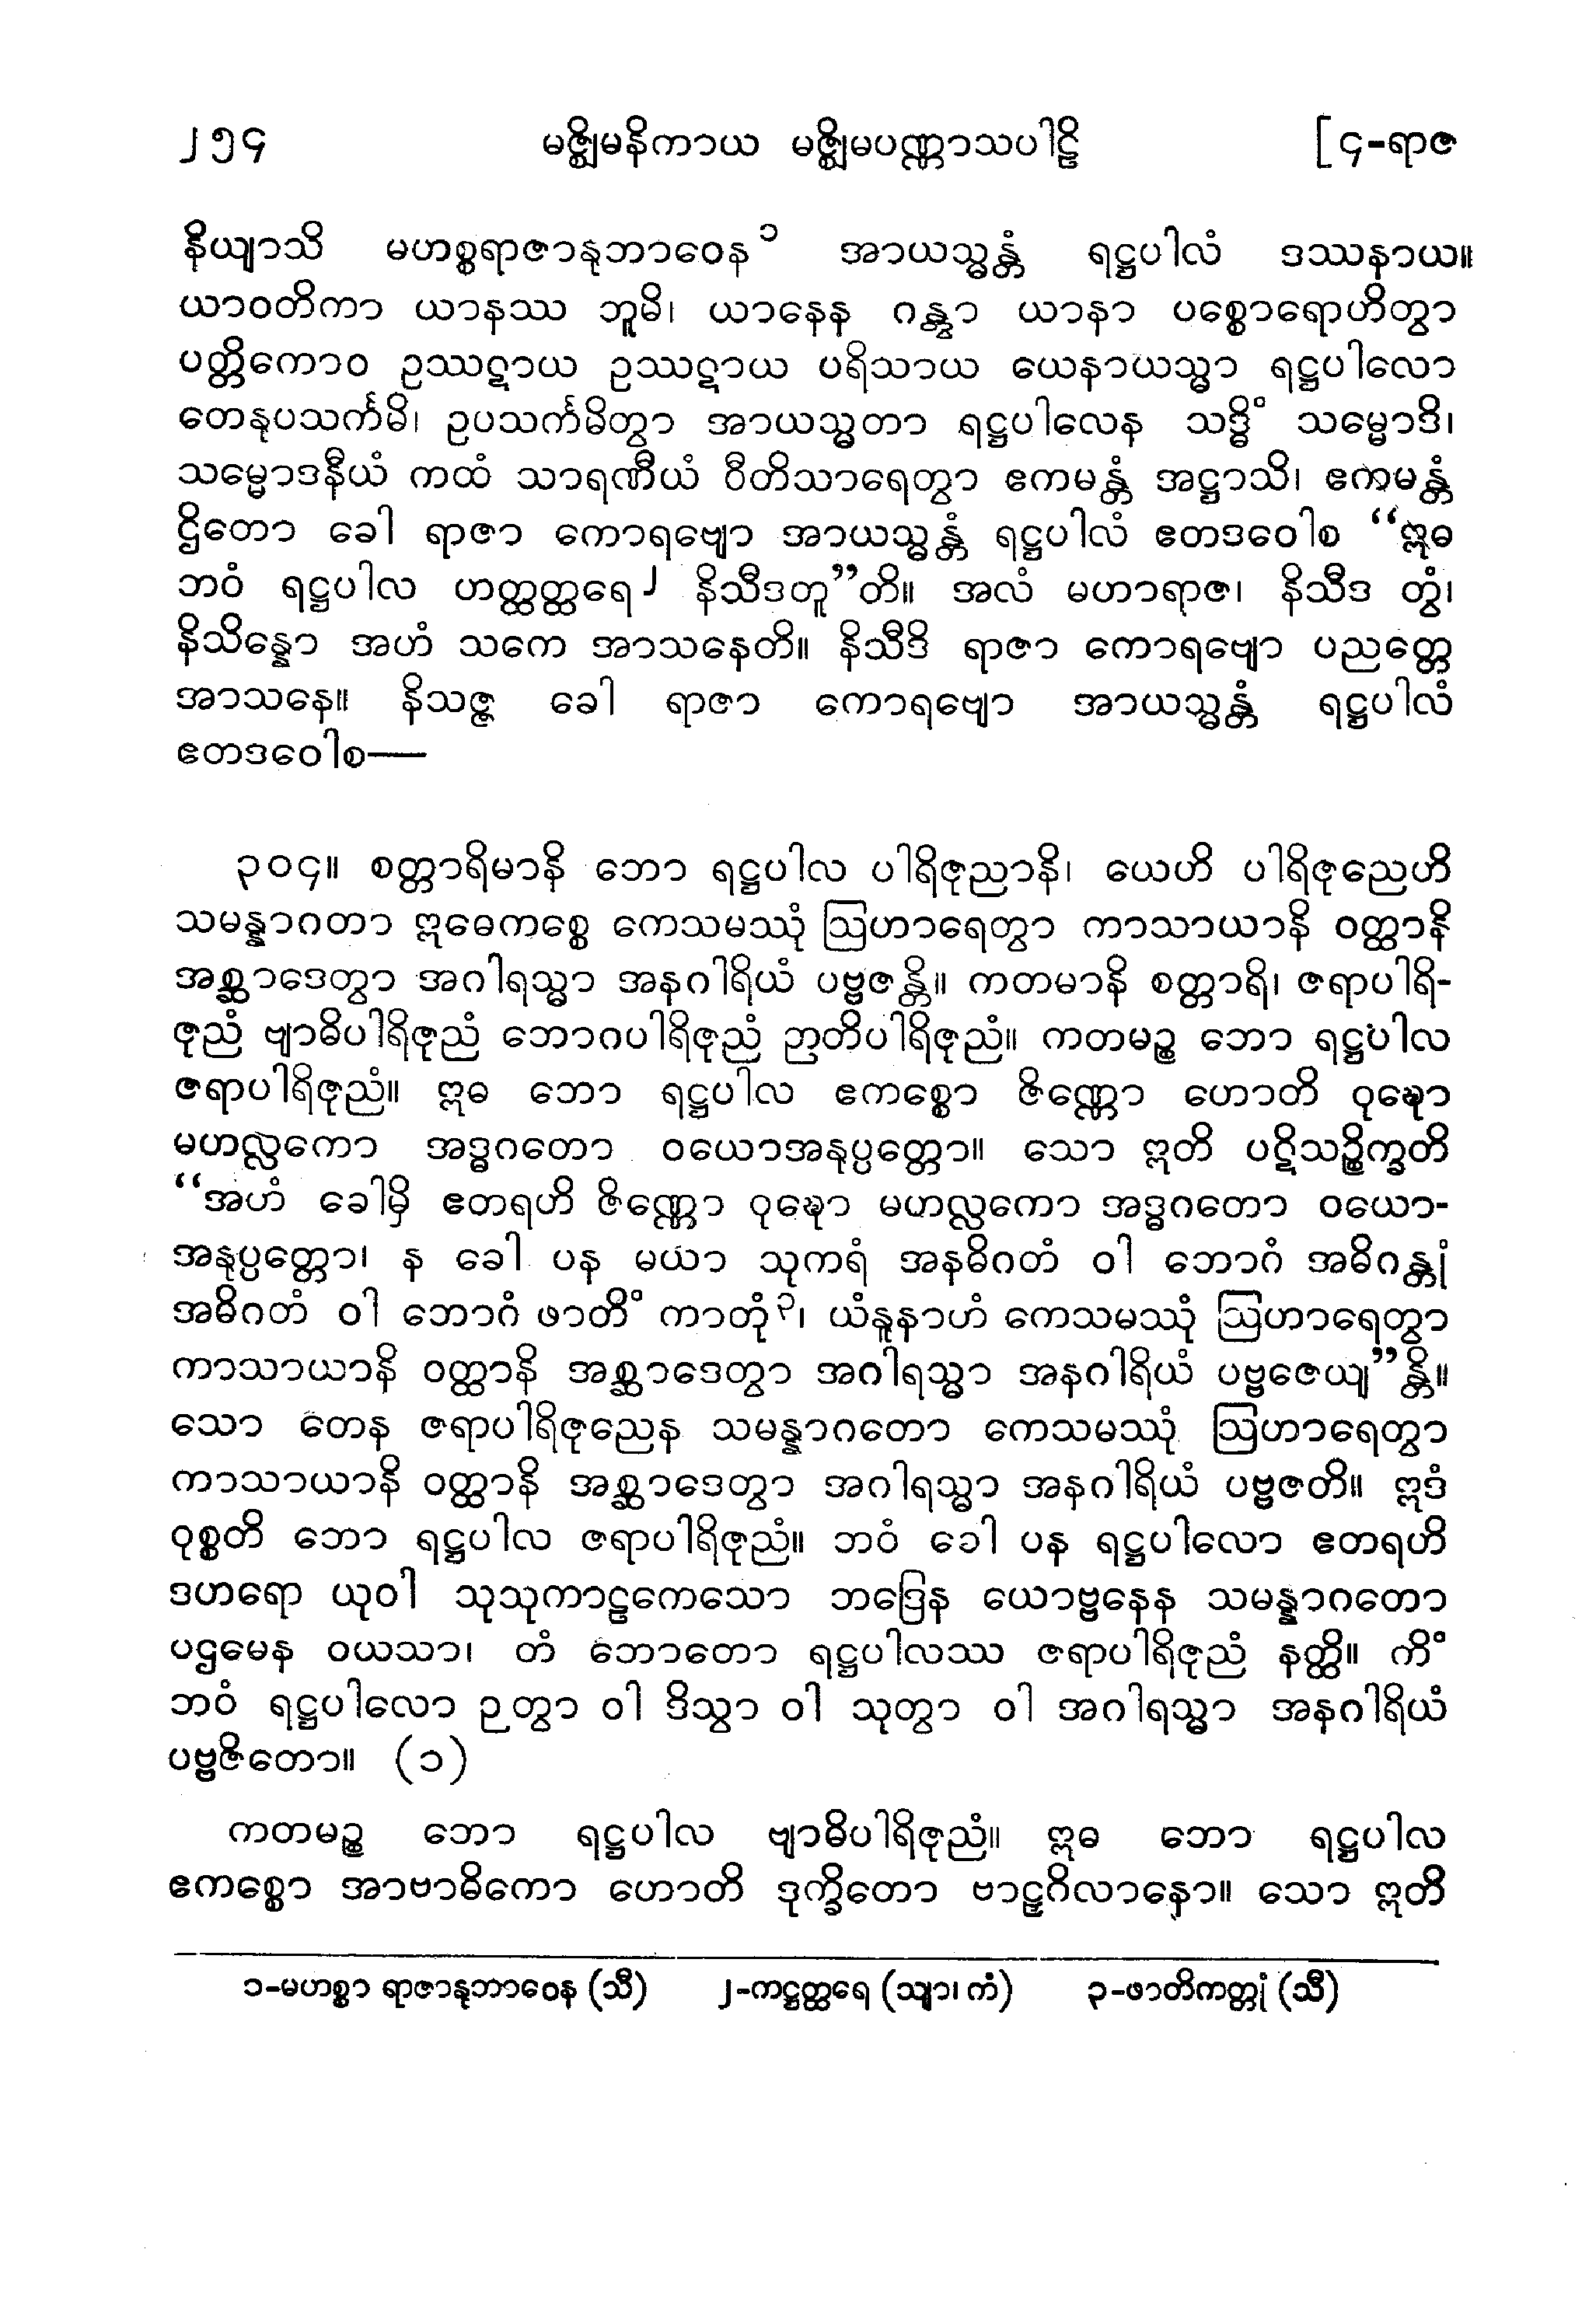 ၂၅၄ မဇ္ဈိမနိကာယ မဇ္ဈိမပဏ္ဏာသပါဠိ [၄-ရာဇ
နိယျာသိ မဟစ္စရာဇာနုဘာဝေန၁ အာယသ္မန္တံ ရဋ္ဌပါလံ ဒဿနာယ။
ယာဝတိကာ ယာနဿ ဘူမိ၊ ယာနေန ဂန္တွာ ယာနာ ပစ္စောရောဟိတွာ
ပတ္တိကောဝ ဥဿဋာယ ဥဿဋာယ ပရိသာယ ယေနာယသ္မာ ရဋ္ဌပါလော
တေနုပသင်္ကမိ၊ ဥပသင်္ကမိတွာ အာယသ္မတာ ရဋ္ဌပါလေန သဒ္ဓိံ သမ္မောဒိ၊
သမ္မောဒနီယံ ကထံ သာရဏီယံ ဝီတိသာရေတွာ ဧကမန္တံ အဋ္ဌာသိ၊ ဧကမန္တံ
ဌိတော ခေါ ရာဇာ ကောရဗျော အာယသ္မန္တံ ရဋ္ဌပါလံ ဧတဒဝေါစ “ဣဓ
ဘဝံ ရဋ္ဌပါလ ဟတ္ထတ္ထရေ၂ နိသီဒတူ”တိ။ အလံ မဟာရာဇ၊ နိသီဒ တွံ၊
နိသိန္နော အဟံ သကေ အာသနေတိ။ နိသီဒိ ရာဇာ ကောရဗျော ပညတ္တေ
အာသနေ။ နိသဇ္ဇ ခေါ ရာဇာ ကောရဗျော အာယသ္မန္တံ ရဋ္ဌပါလံ
ဧတဒဝေါစ—
၃၀၄။ စတ္တာရိမာနိ ဘော ရဋ္ဌပါလ ပါရိဇုညာနိ၊ ယေဟိ ပါရိဇုညေဟိ
သမန္နာဂတာ ဣဓေကစ္စေ ကေသမဿုံ ဩဟာရေတွာ ကာသာယာနိ ဝတ္ထာနိ
အစ္ဆာဒေတွာ အဂါရသ္မာ အနဂါရိယံ ပဗ္ဗဇန္တိ။ ကတမာနိ စတ္တာရိ၊ ဇရာပါရိ-
ဇုညံ ဗျာဓိပါရိဇုညံ ဘောဂပါရိဇုညံ ဉာတိပါရိဇုညံ။ ကတမဉ္စ ဘော ရဋ္ဌပါလ
ဇရာပါရိဇုညံ။ ဣဓ ဘော ရဋ္ဌပါလ ဧကစ္စော ဇိဏ္ဏော ဟောတိ ဝုဍ္ဎော
မဟလ္လကော အဒ္ဓဂတော ဝယောအနုပ္ပတ္တော။ သော ဣတိ ပဋိသဉ္စိက္ခတိ
“အဟံ ခေါမှိ ဧတရဟိ ဇိဏ္ဏော ဝုဍ္ဎော မဟလ္လကော အဒ္ဓဂတော ဝယော-
အနုပ္ပတ္တော၊ န ခေါ ပန မယာ သုကရံ အနဓိဂတံ ဝါ ဘောဂံ အဓိဂန္တုံ
အဓိဂတံ ဝါ ဘောဂံ ဖာတိံ ကာတုံ၃၊ ယံနူနာဟံ ကေသမဿုံ ဩဟာရေတွာ
ကာသာယာနိ ဝတ္ထာနိ အစ္ဆာဒေတွာ အဂါရသ္မာ အနဂါရိယံ ပဗ္ဗဇေယျ”န္တိ။
သော တေန ဇရာပါရိဇုညေန သမန္နာဂတော ကေသမဿုံ ဩဟာရေတွာ
ကာသာယာနိ ဝတ္ထာနိ အစ္ဆာဒေတွာ အဂါရသ္မာ အနဂါရိယံ ပဗ္ဗဇတိ။ ဣဒံ
ဝုစ္စတိ ဘော ရဋ္ဌပါလ ဇရာပါရိဇုညံ။ ဘဝံ ခေါ ပန ရဋ္ဌပါလော ဧတရဟိ
ဒဟရော ယုဝါ သုသုကာဠကေသော ဘဒြေန ယောဗ္ဗနေန သမန္နာဂတော
ပဌမေန ဝယသာ၊ တံ ဘောတော ရဋ္ဌပါလဿ ဇရာပါရိဇုညံ နတ္ထိ။ ကိံ
ဘဝံ ရဋ္ဌပါလော ဉတွာ ဝါ ဒိသွာ ဝါ သုတွာ ဝါ အဂါရသ္မာ အနဂါရိယံ
ပဗ္ဗဇိတော။ (၁)
ကတမဉ္စ ဘော ရဋ္ဌပါလ ဗျာဓိပါရိဇုညံ။ ဣဓ ဘော ရဋ္ဌပါလ
ဧကစ္စော အာဗာဓိကော ဟောတိ ဒုက္ခိတော ဗာဠှဂိလာနော။ သော ဣတိ
၁-မဟစ္စာ ရာဇာနုဘာဝေန (သီ) ၂-ကဋ္ဌတ္ထရေ (သျာ၊ ကံ) ၃-ဖာတိကတ္တုံ (သီ)